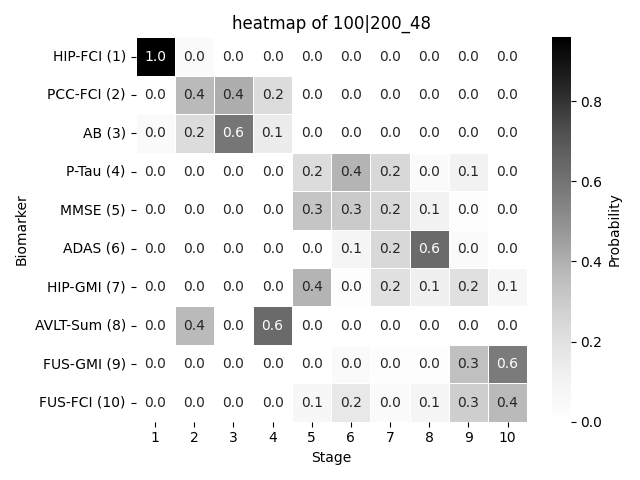 heatmap of 100|200_48
HIP-FCI (1) 1.0 0.0 0.0 0.0 0.0 0.0 0.0 0.0 0.0 0.0
PCC-FCI (2) 0.0 0.4 0.4 0.2 0.0 0.0 0.0 0.0 0.0 0.0
AB (3) 0.0 0.2 0.6 0.1 0.0 0.0 0.0 0.0 0.0 0.0
P-Tau (4) 0.0 0.0 0.0 0.0 0.2 0.4 0.2 0.0 0.1 0.0
MMSE (5) 0.0 0.0 0.0 0.0 0.3 0.3 0.2 0.1 0.0 0.0
ADAS (6) 0.0 0.0 0.0 0.0 0.0 0.1 0.2 0.6 0.0 0.0
HIP-GMI (7) 0.0 0.0 0.0 0.0 0.4 0.0 0.2 0.1 0.2 0.1
AVLT-Sum (8) 0.0 0.4 0.0 0.6 0.0 0.0 0.0 0.0 0.0 0.0
FUS-GMI (9) 0.0 0.0 0.0 0.0 0.0 0.0 0.0 0.0 0.3 0.6
FUS-FCI (10) 0.0 0.0 0.0 0.0 0.1 0.2 0.0 0.1 0.3 0.4
1 2 3 4 5 6 7 8 9 10
Stage
Biomarker
0.8
0.6
0.4
0.2
0.0
Probability